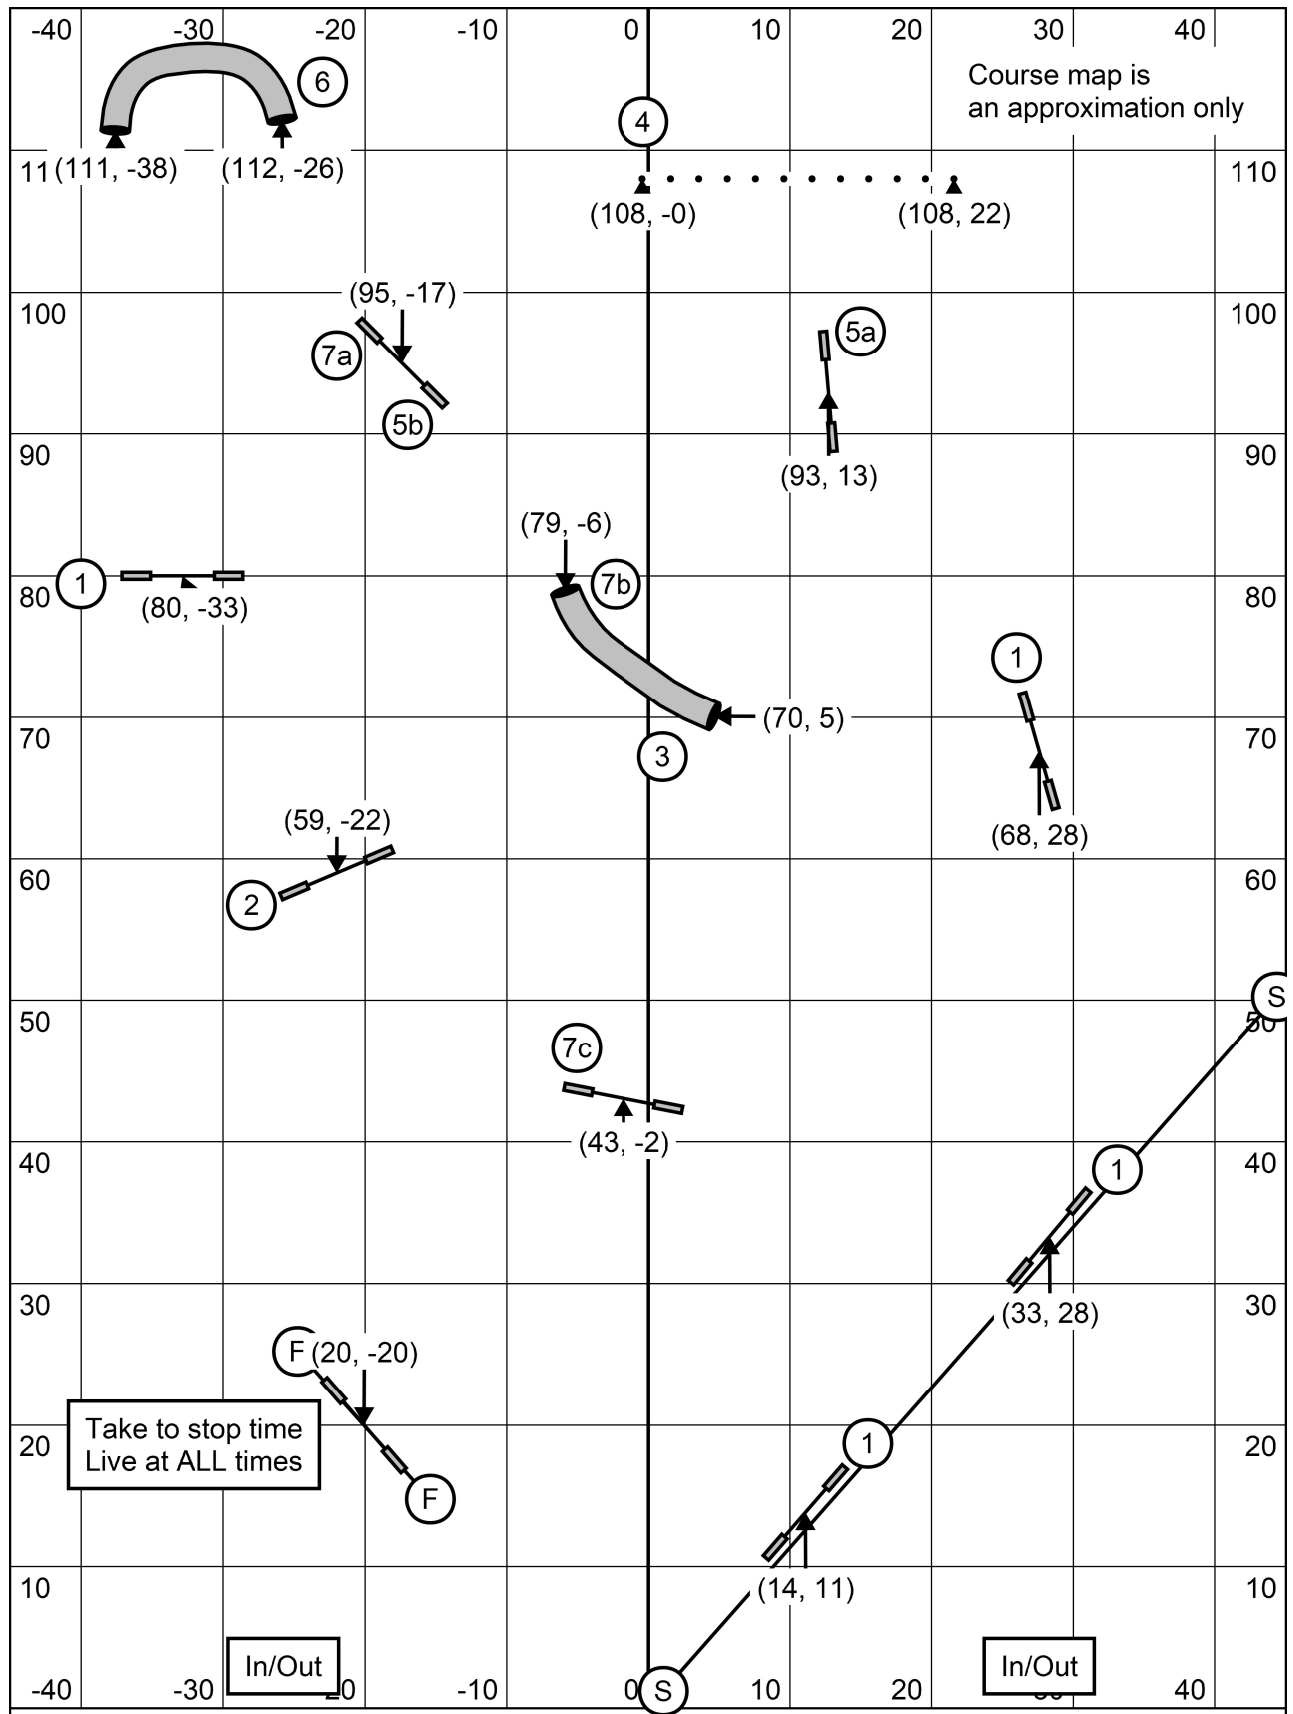 -40 -30 -20 -10 0 10 20 30 40
Course map is
an approximation only
6
4
11 (111, -38) (112, -26) 110
(108, -0) (108, 22)
(95, -17)
100 100
7a 5a
5b
90 90
(93, 13)
(79, -6)
1 7b
80 80
(80, -33)
1
70 (70, 5) 70
3
(59, -22) (68, 28)
60 60
2
S
50 50
7c
(43, -2)
40 1 40
30 30
(33, 28)
F (20, -20)
Take to stop time
Live at ALL times
20 1 20
F
10 10
(14, 11)
In/Out In/Out
-40 -30 20 -10 0 S 10 20 30 40